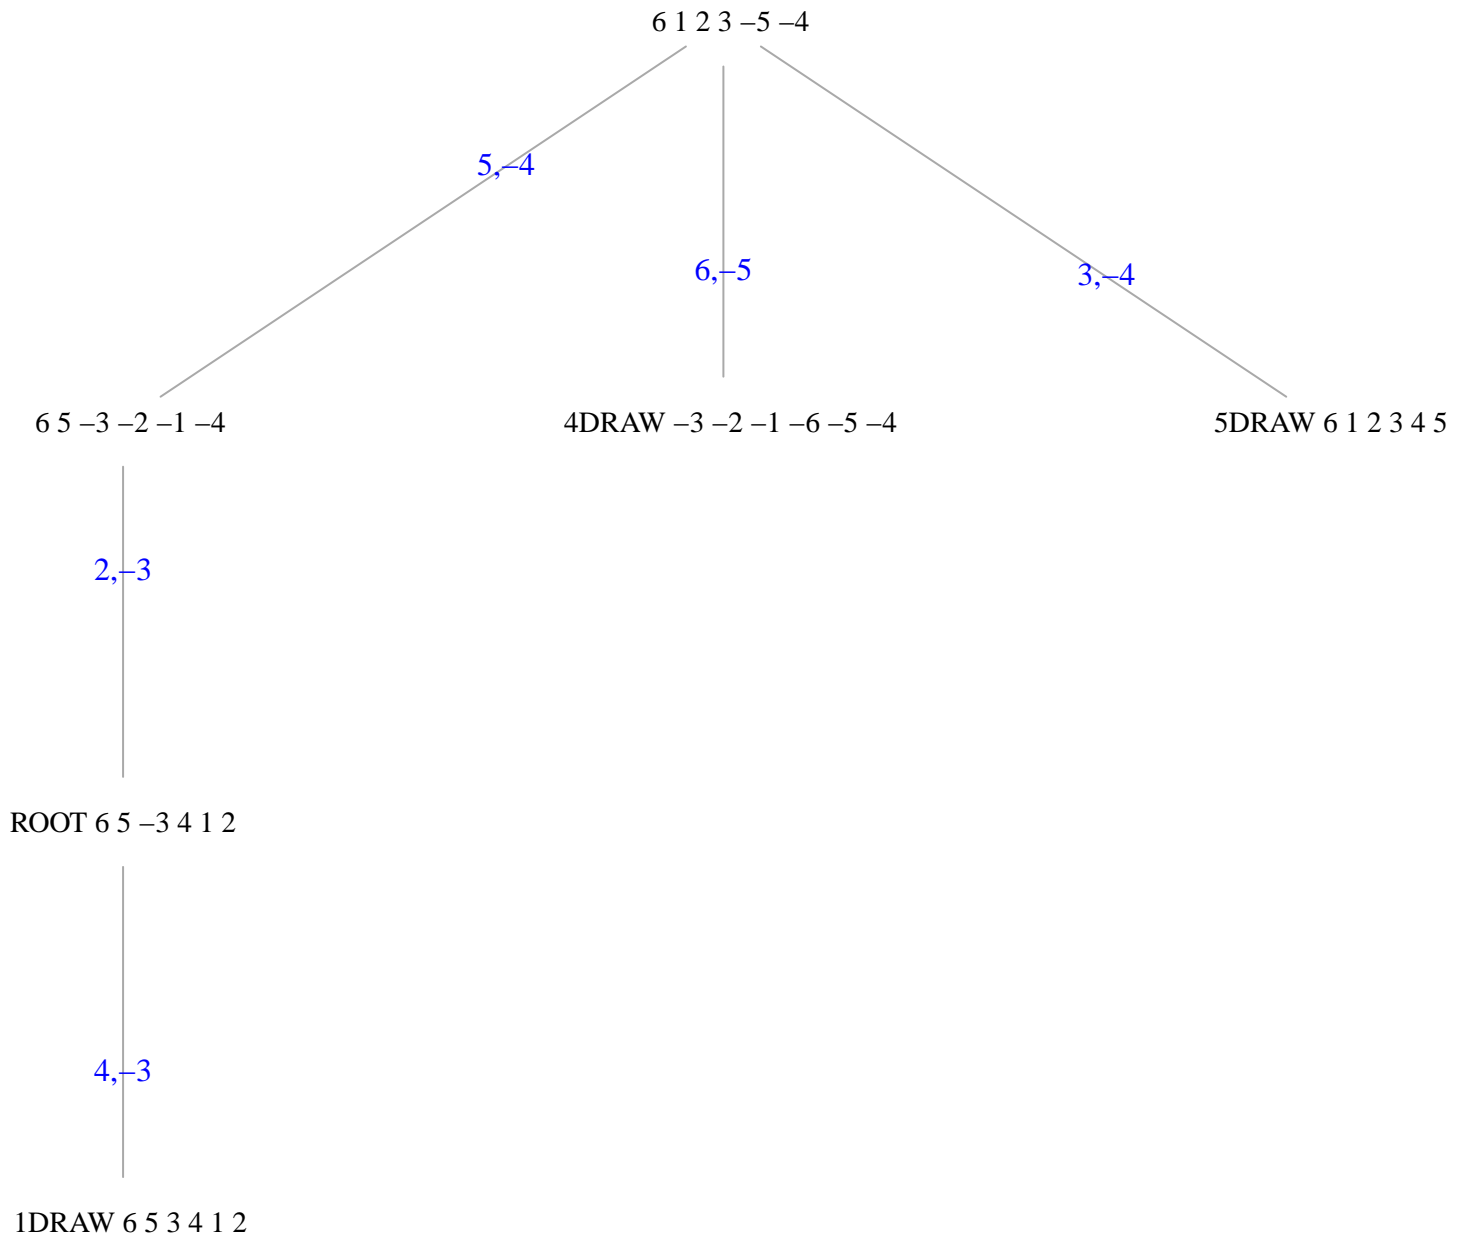 6 1 2 3 –5 –4
5,–4
6,–5
3,–4
6 5 –3 –2 –1 –4
4DRAW –3 –2 –1 –6 –5 –4
5DRAW 6 1 2 3 4 5
2,–3
ROOT 6 5 –3 4 1 2
4,–3
1DRAW 6 5 3 4 1 2